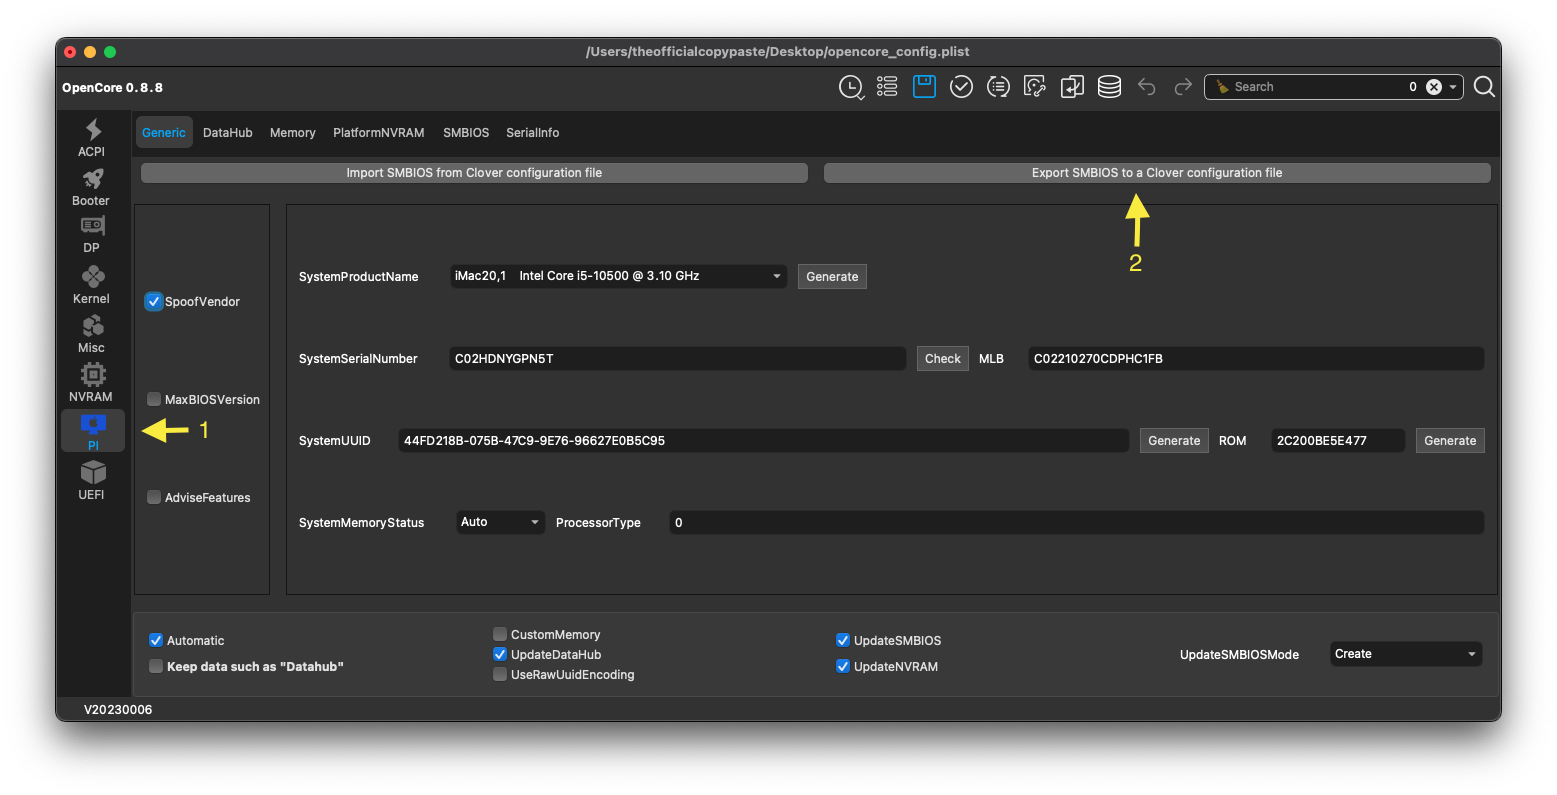 /Users/theofficialcopypaste/Desktop/opencore_config.plist
OpenCore 0.8.8
Search 0
ACPI
Booter
DP
Kernel
Misc
NVRAM
PI
UEFI
Generic DataHub Memory PlatformNVRAM SMBIOS SerialInfo
Import SMBIOS from Clover configuration file Export SMBIOS to a Clover configuration file
1
2
SpoofVendor
MaxBIOSVersion
AdviseFeatures
SystemProductName iMac20,1 Intel Core i5-10500 @ 3.10 GHz Generate
SystemSerialNumber C02HDNYGPN5T Check MLB C02210270CDPHC1FB
SystemUUID 44FD218B-075B-47C9-9E76-96627E0B5C95 Generate ROM 2C200BE5E477 Generate
SystemMemoryStatus Auto ProcessorType 0
Automatic
Keep data such as "Datahub"
CustomMemory
UpdateDataHub
UseRawUuidEncoding
UpdateSMBIOS
UpdateNVRAM
UpdateSMBIOSMode Create
V20230006